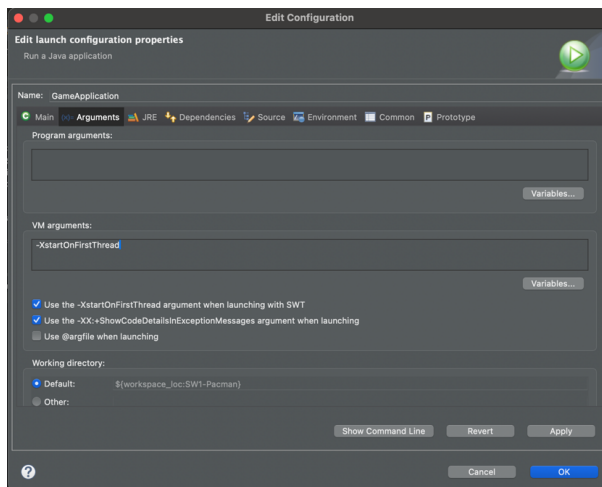 Edit Configuration
Edit launch configuration properties
Run a Java application
Name: GameApplication
Main (x)= Arguments JRE Dependencies Source Environment Common P Prototype
Program arguments:
Variables...
VM arguments:
-XstartOnFirstThread
Variables...
Use the -XstartOnFirstThread argument when launching with SWT
Use the -XX:+ShowCodeDetailsInExceptionMessages argument when launching
Use @argfile when launching
Working directory:
Default: ${workspace_loc:SW1-Pacman}
Other:
Show Command Line Revert Apply
? Cancel OK